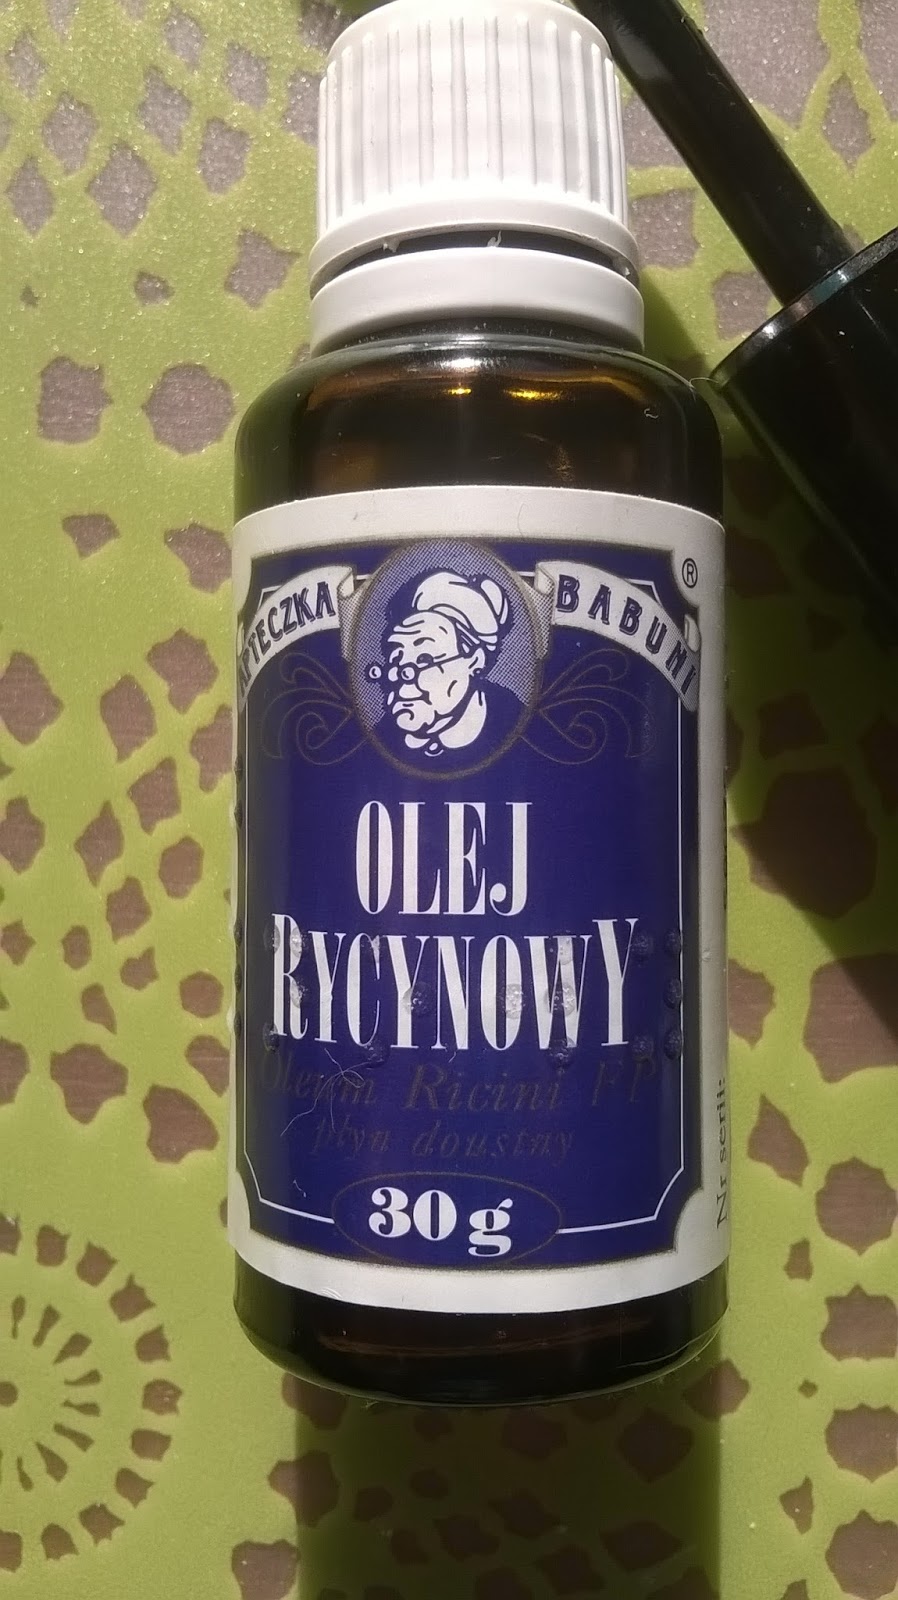 APTECZKA BABUNI ®
OLEJ
RYCYNOWY
Oleum Ricini FP
płyn doustny
30 g
Nr serii: